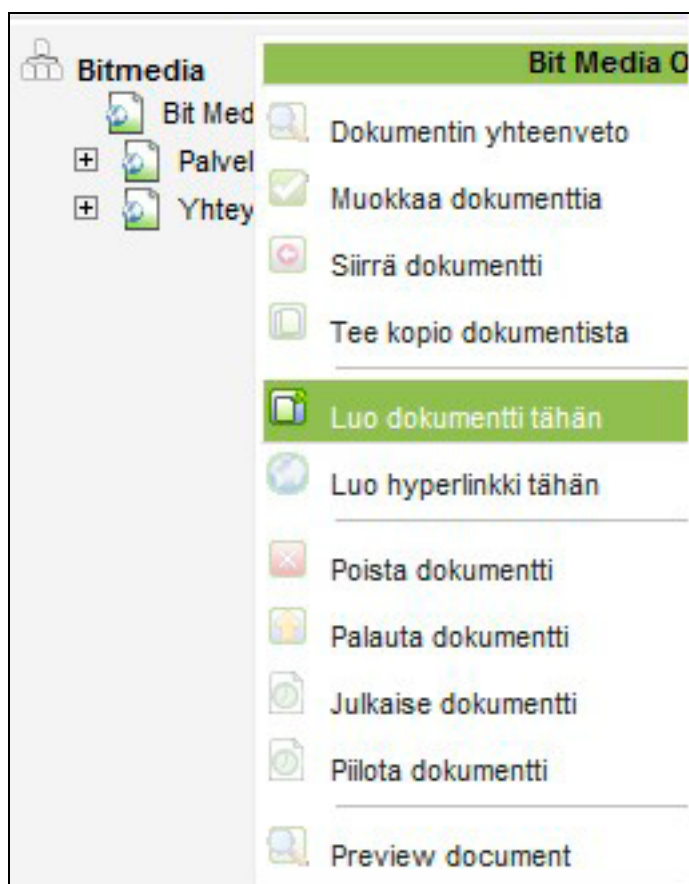 Bitmedia
Bit Med
Palvel
Yhtey
Bit Media O
Dokumentin yhteenveto
Muokkaa dokumenttia
Siirrä dokumentti
Tee kopio dokumentista
Luo dokumentti tähän
Luo hyperlinkki tähän
Poista dokumentti
Palauta dokumentti
Julkaise dokumentti
Piilota dokumentti
Preview document